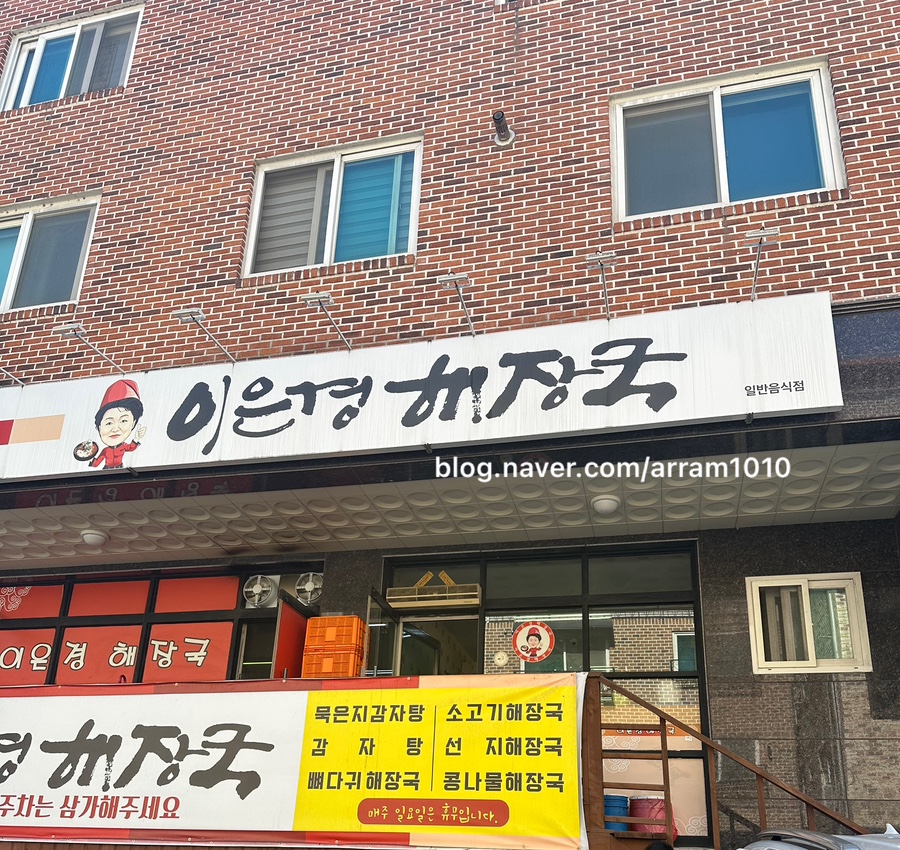 이은경 해장국
일반음식점
blog.naver.com/arram1010
이은경 해장국
경 해장국
주차는 삼가해주세요
묵은지감자탕
감자탕
뼈다귀해장국
소고기해장국
선지해장국
콩나물해장국
매주 일요일은 휴무입니다.